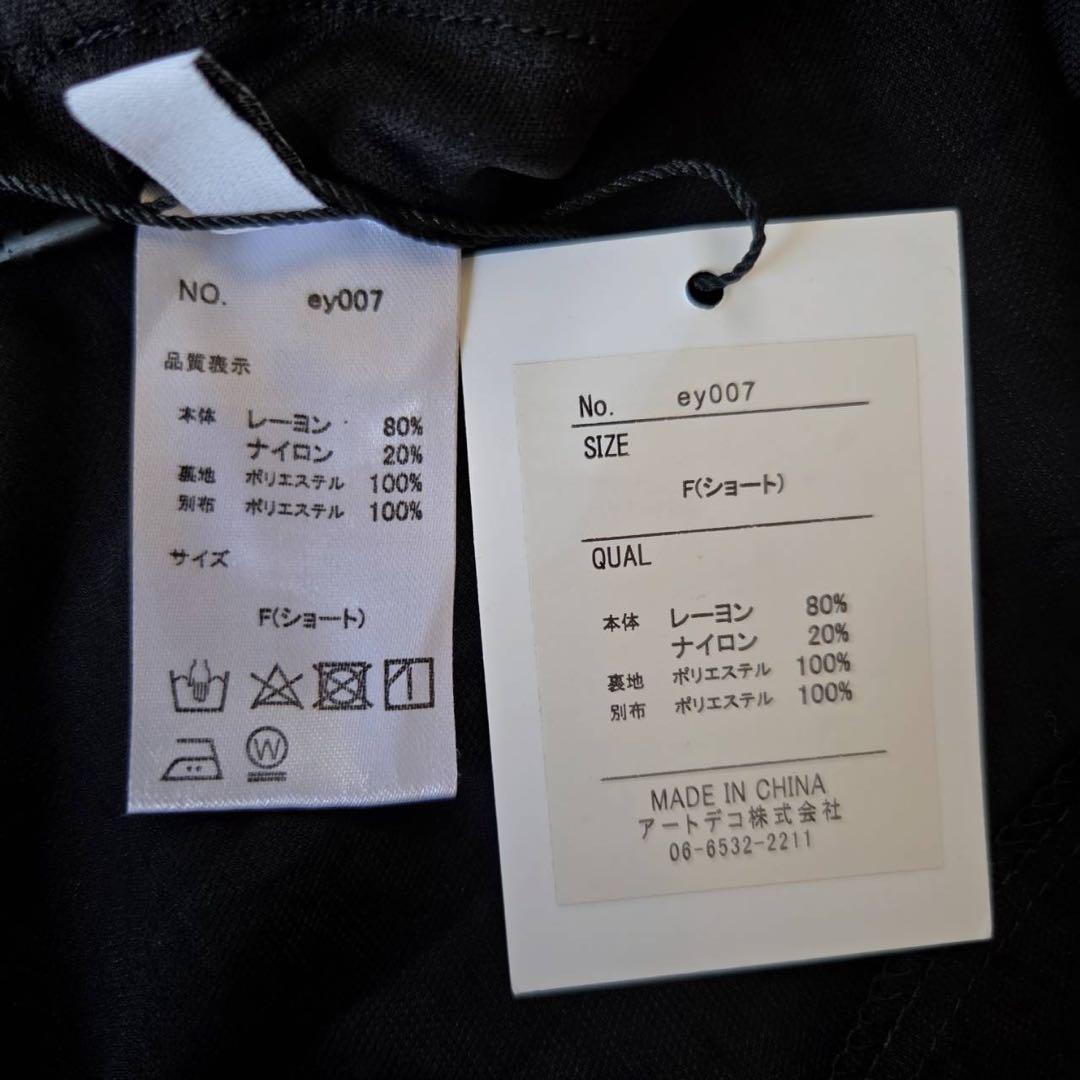 NO. ey007
品質表示
本体 レーヨン 80%
ナイロン 20%
裏地 ポリエステル 100%
別布 ポリエステル 100%
サイズ
F(ショート)
W
No. ey007
SIZE
F(ショート)
QUAL
本体 レーヨン 80%
ナイロン 20%
裏地 ポリエステル 100%
別布 ポリエステル 100%
MADE IN CHINA
アートデコ株式会社
06-6532-2211